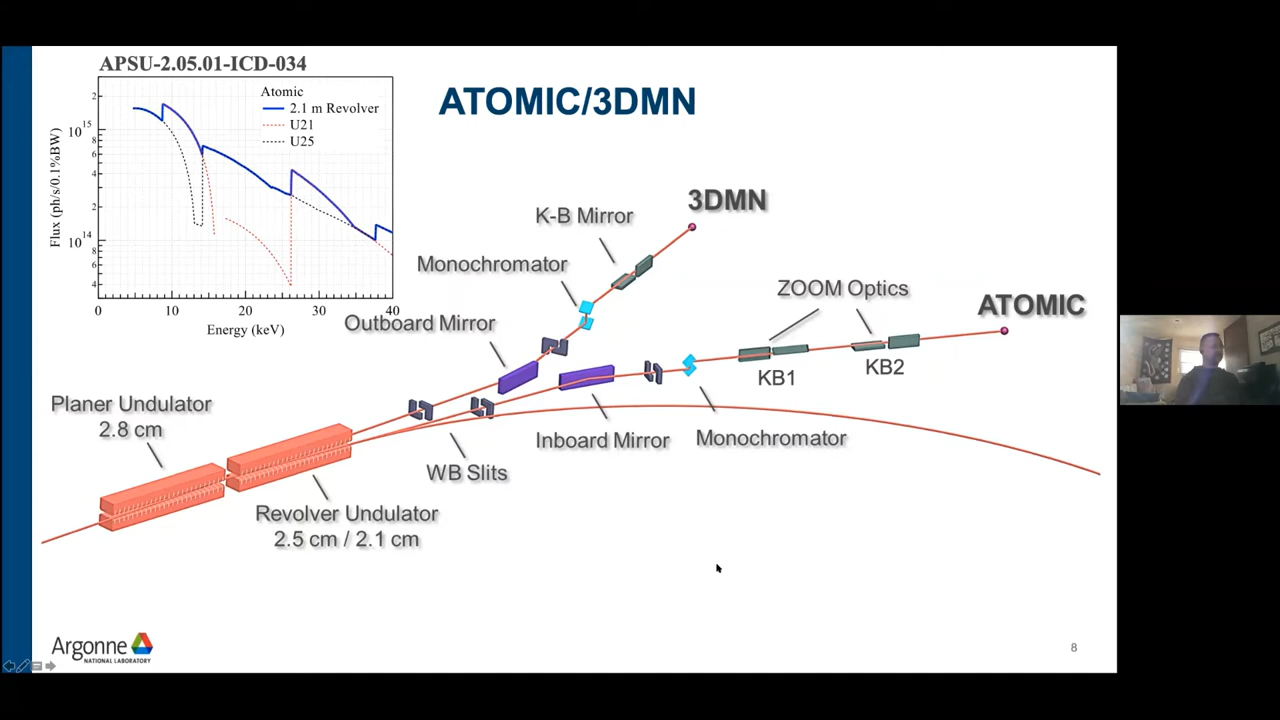 APSU-2.05.01-ICD-034
Atomic
2.1 m Revolver
U21
U25
Flux (ph/s/0.1%BW)
2
10^15
8
6
4
2
10^14
8
6
4
0
10
20
30
40
Energy (keV)
ATOMIC/3DMN
3DMN
K-B Mirror
Monochromator
Outboard Mirror
ZOOM Optics
ATOMIC
KB1
KB2
Planer Undulator
2.8 cm
Inboard Mirror
Monochromator
WB Slits
Revolver Undulator
2.5 cm / 2.1 cm
Argonne
NATIONAL LABORATORY
8